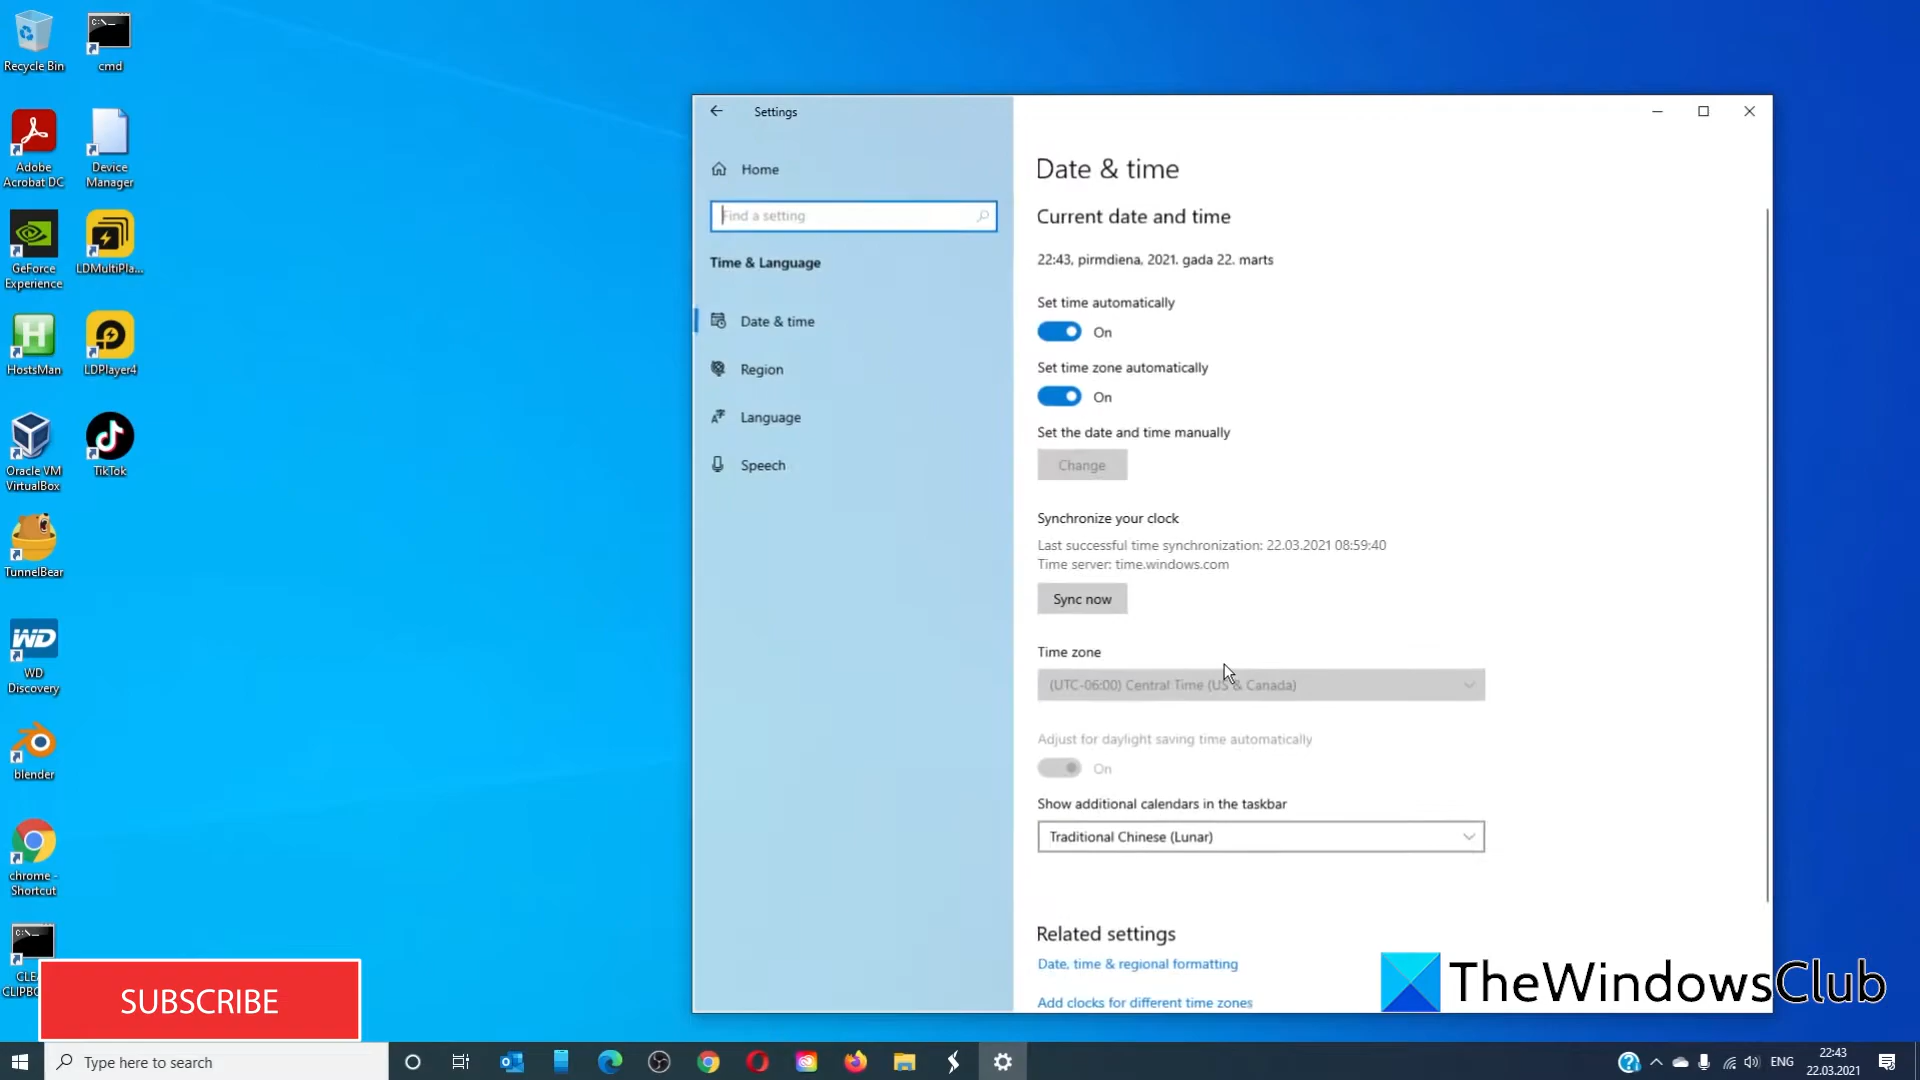 Recycle Bin
cmd
Adobe
Acrobat DC
Device
Manager
GeForce
Experience
LDMultiPla...
HostsMan
LDPlayer4
Oracle VM
VirtualBox
TikTok
TunnelBear
WD
WD
Discovery
blender
chrome -
Shortcut
SUBSCRIBE
Settings
Home
Find a setting
Time & Language
Date & time
Region
Language
Speech
Date & time
Current date and time
22:43, pirmdiena, 2021. gada 22. marts
Set time automatically
On
Set time zone automatically
On
Set the date and time manually
Change
Synchronize your clock
Last successful time synchronization: 22.03.2021 08:59:40
Time server: time.windows.com
Sync now
Time zone
(UTC-06:00) Central Time (US & Canada)
Adjust for daylight saving time automatically
On
Show additional calendars in the taskbar
Traditional Chinese (Lunar)
Related settings
Date, time & regional formatting
Add clocks for different time zones
TheWindowsClub
Type here to search
ENG
22:43
22.03.2021